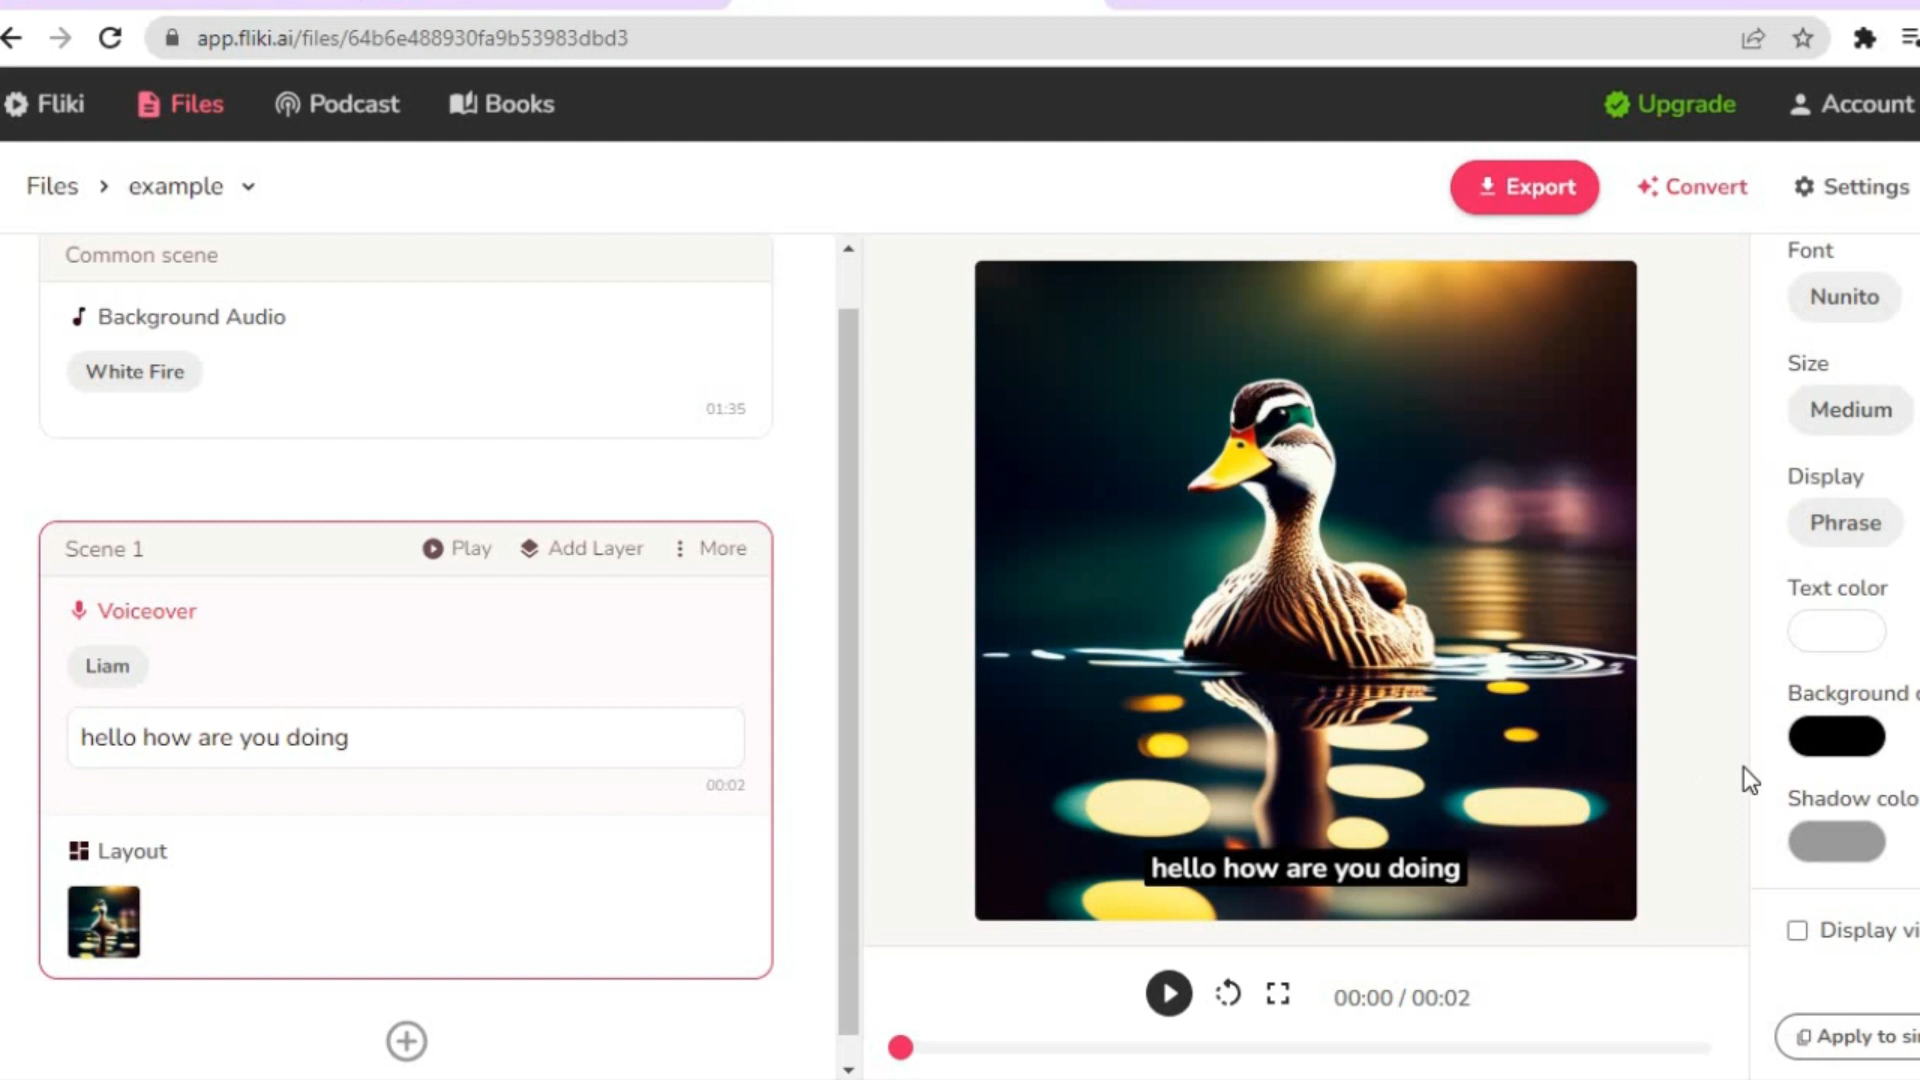 app.fliki.ai/files/64b6e488930fa9b53983dbd3
Fliki Files Podcast Books Upgrade Account
Files > example Export Convert Settings
Common scene
Background Audio
White Fire
01:35
Scene 1 Play Add Layer More
Voiceover
Liam
hello how are you doing
00:02
Layout
hello how are you doing
00:00 / 00:02
Font
Nunito
Size
Medium
Display
Phrase
Text color
Background
Shadow
Display
Apply to